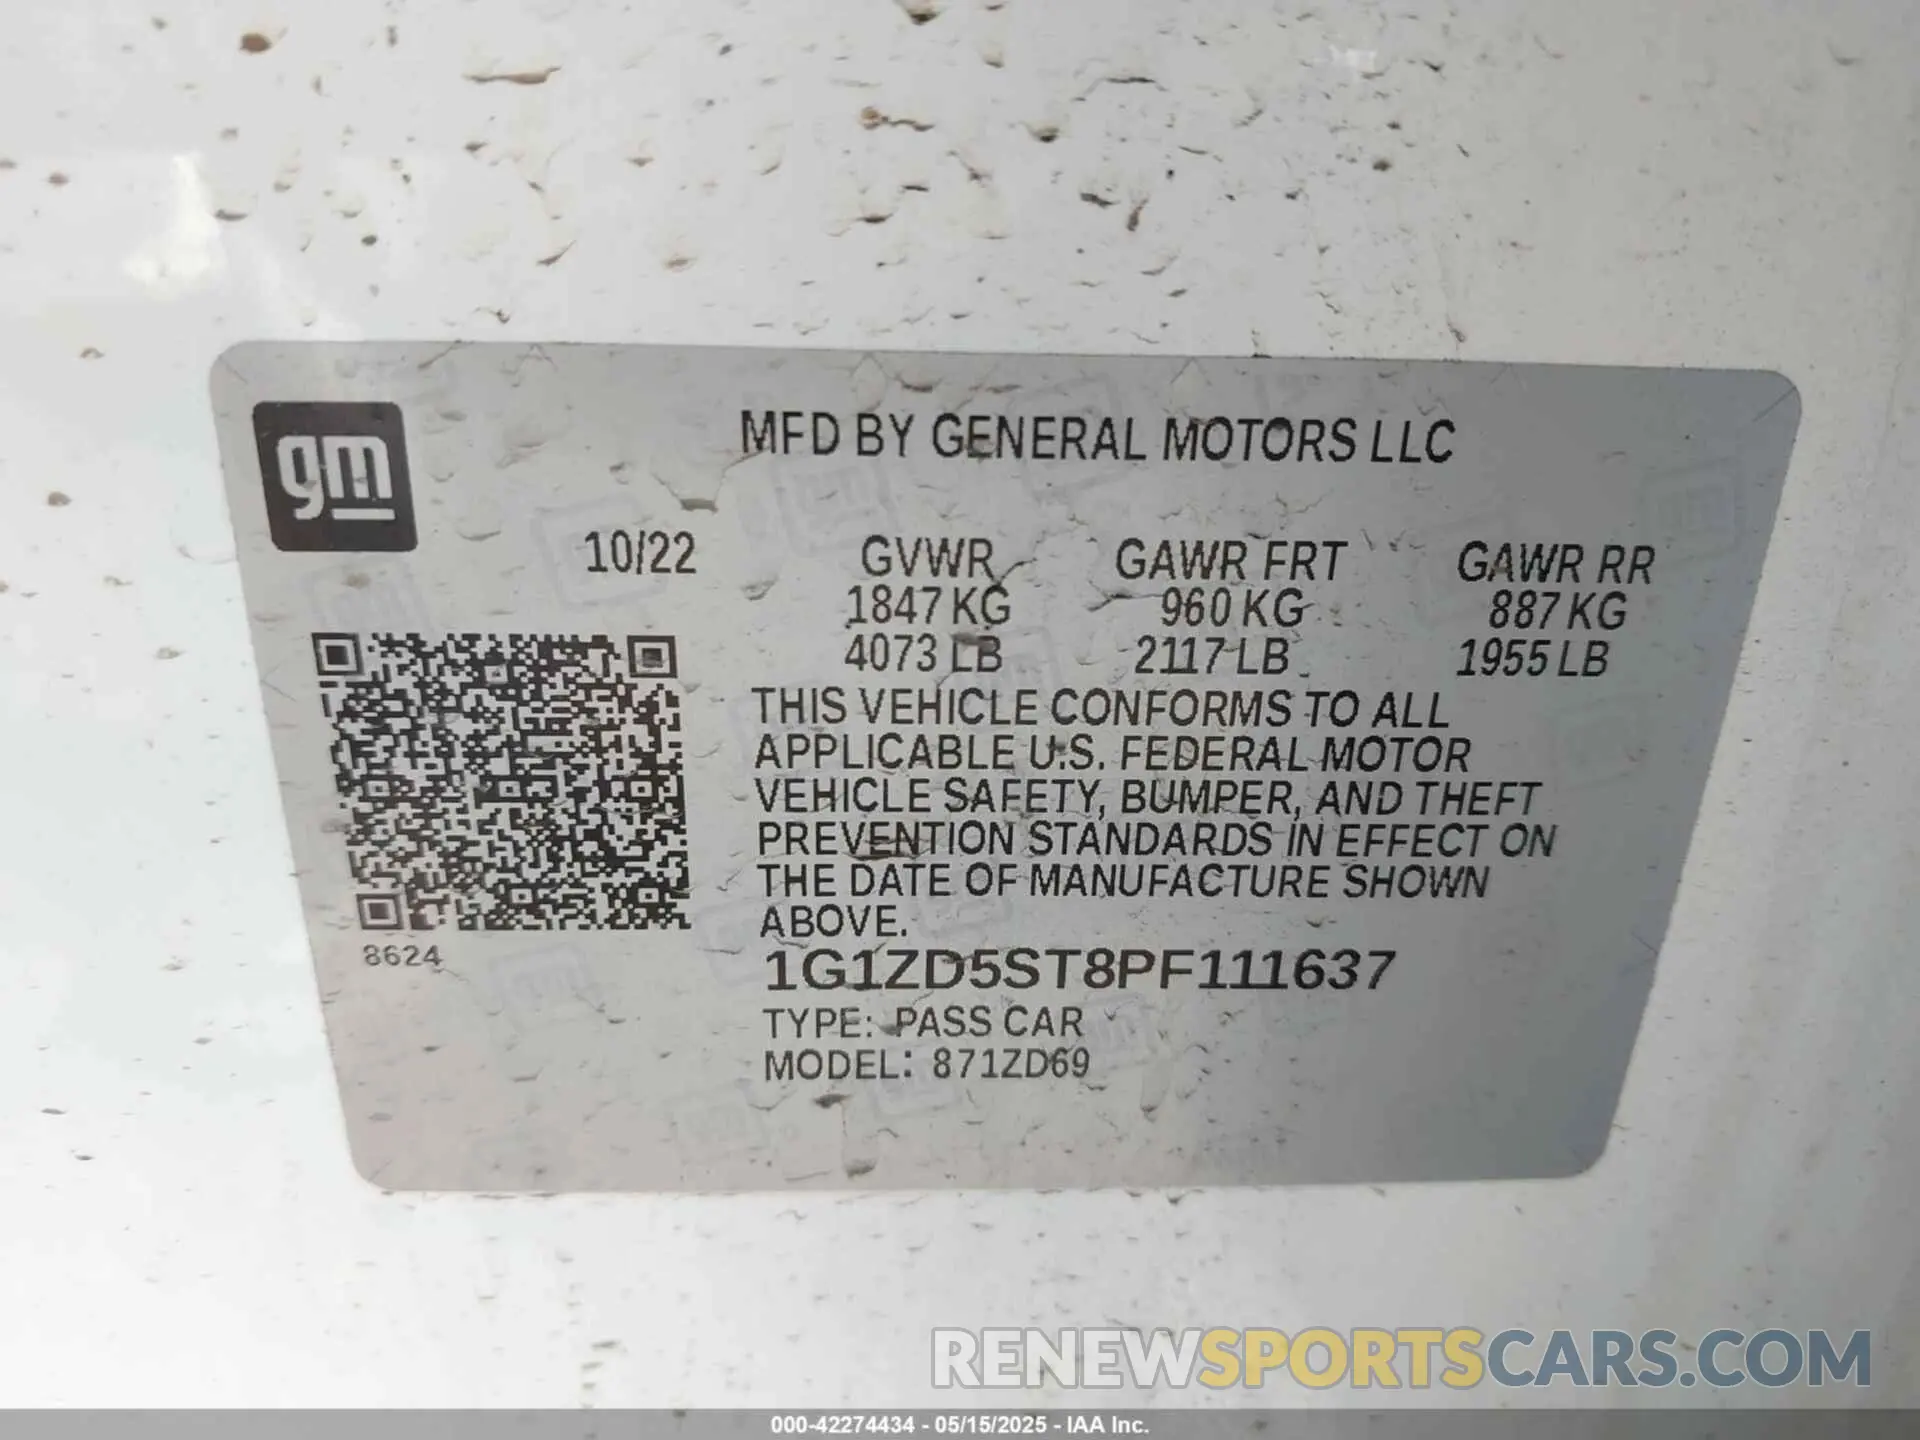 gm
MFD BY GENERAL MOTORS LLC
10/22 GVWR GAWR FRT GAWR RR
1847 KG 960 KG 887 KG
4073 LB 2117 LB 1955 LB
THIS VEHICLE CONFORMS TO ALL
APPLICABLE U.S. FEDERAL MOTOR
VEHICLE SAFETY, BUMPER, AND THEFT
PREVENTION STANDARDS IN EFFECT ON
THE DATE OF MANUFACTURE SHOWN
ABOVE.
8624
1G1ZD5ST8PF111637
TYPE: PASS CAR
MODEL: 871ZD69
RENEWSPORTSCARS.COM
000-42274434 - 05/15/2025 - IAA Inc.